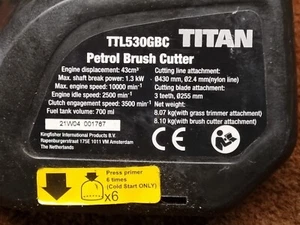 TTL530GBC TITAN
Petrol Brush Cutter
Engine displacement: 43cm³
Max. shaft break power: 1.3 kW
Max. engine speed: 10000 min⁻¹
Engine idle speed: 2500 min⁻¹
Clutch engagement speed: 3500 min⁻¹
Fuel tank volume: 700 ml
21W04 001767
Kingfisher International Products B.V.
Rapenburgerstraat 175E 1011 VM Amsterdam
The Netherlands
Cutting line attachment:
Ø430 mm, Ø2.4 mm(nylon line)
Cutting blade attachment:
3 teeth, Ø255 mm
Weight:
8.07 kg(with grass trimmer attachment)
8.10 kg(with brush cutter attachment)
CE
Press primer
6 times
(Cold Start ONLY)
x6